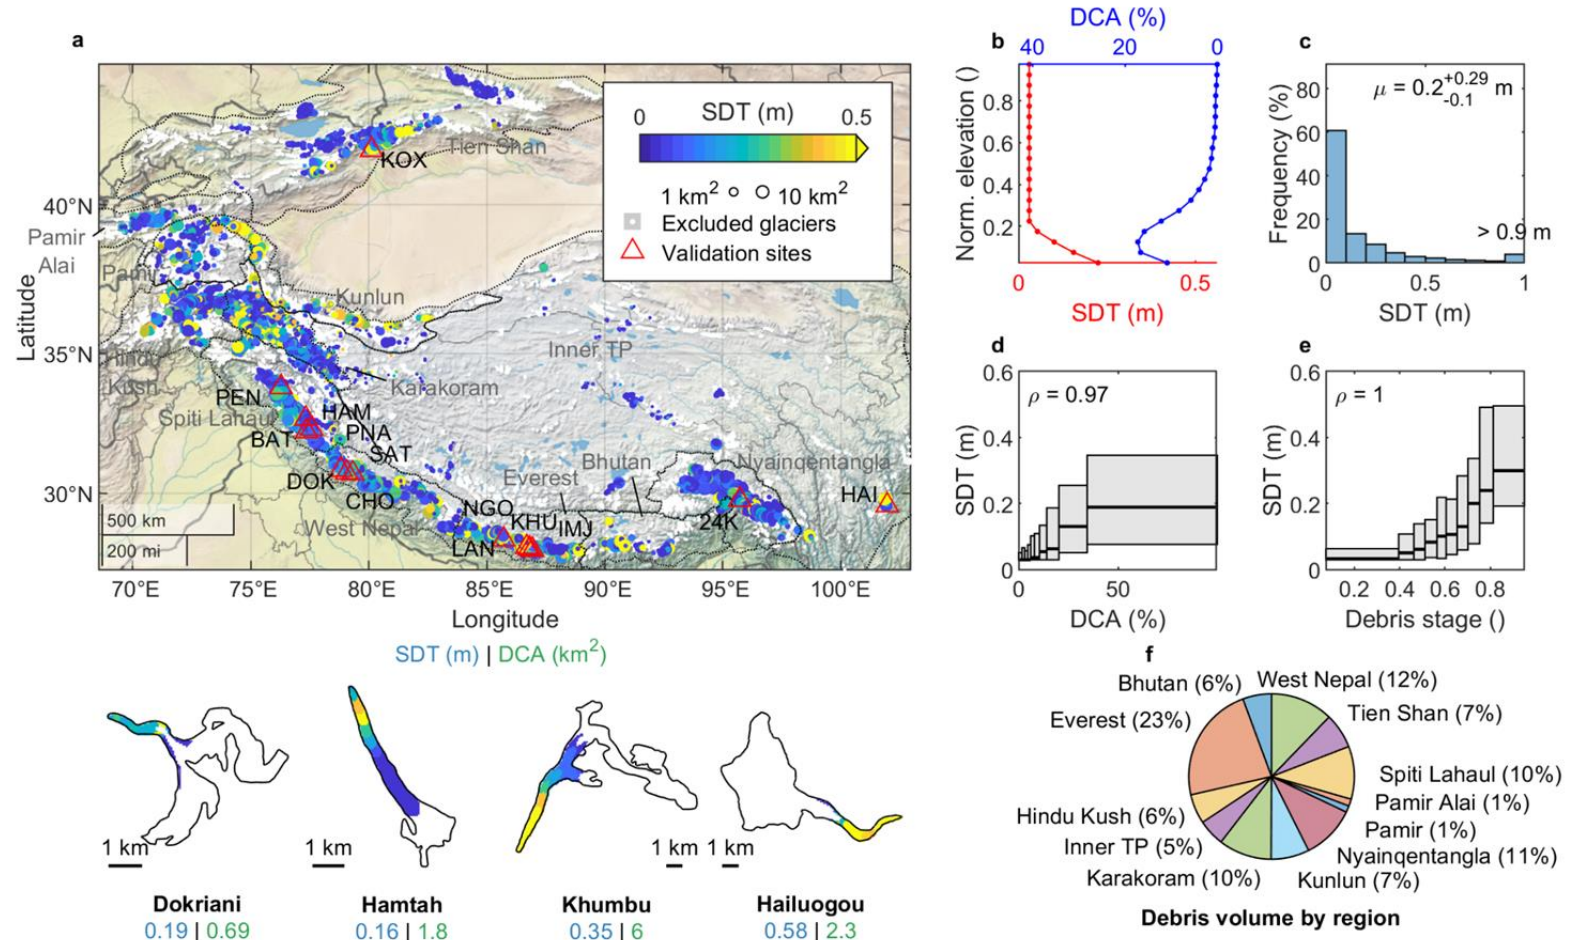 a
SDT (m)
0 0.5
1 km² 10 km²
Excluded glaciers
Validation sites
Tien Shan
KOX
40°N
Pamir
Alai
Pamir
Kunlun
Latitude
35°N
Hindu
Kush
Inner TP
Karakoram
PEN
Spiti Lahaul
HAM
BAT
PNA
SAT
DOK
CHO
Everest
Bhutan
Nyainqentangla
30°N
HAI
500 km
200 mi
West Nepal
NGO
KHU
IMJ
LAN
24K
70°E 75°E 80°E 85°E 90°E 95°E 100°E
Longitude
b
DCA (%)
40 20 0
Norm. elevation ()
0.8
0.6
0.4
0.2
0 0.5
SDT (m)
c
μ = 0.2+0.29-0.1 m
Frequency (%)
80
60
40
20
0
> 0.9 m
0 0.5 1
SDT (m)
d
ρ = 0.97
SDT (m)
0.6
0.4
0.2
0
0 50
DCA (%)
e
ρ = 1
SDT (m)
0.6
0.4
0.2
0
0.2 0.4 0.6 0.8
Debris stage ()
SDT (m) | DCA (km²)
1 km
1 km
1 km
1 km
Dokriani
0.19 | 0.69
Hamtah
0.16 | 1.8
Khumbu
0.35 | 6
Hailuogou
0.58 | 2.3
f
Bhutan (6%)
West Nepal (12%)
Everest (23%)
Tien Shan (7%)
Spiti Lahaul (10%)
Pamir Alai (1%)
Hindu Kush (6%)
Pamir (1%)
Inner TP (5%)
Nyainqentangla (11%)
Karakoram (10%)
Kunlun (7%)
Debris volume by region